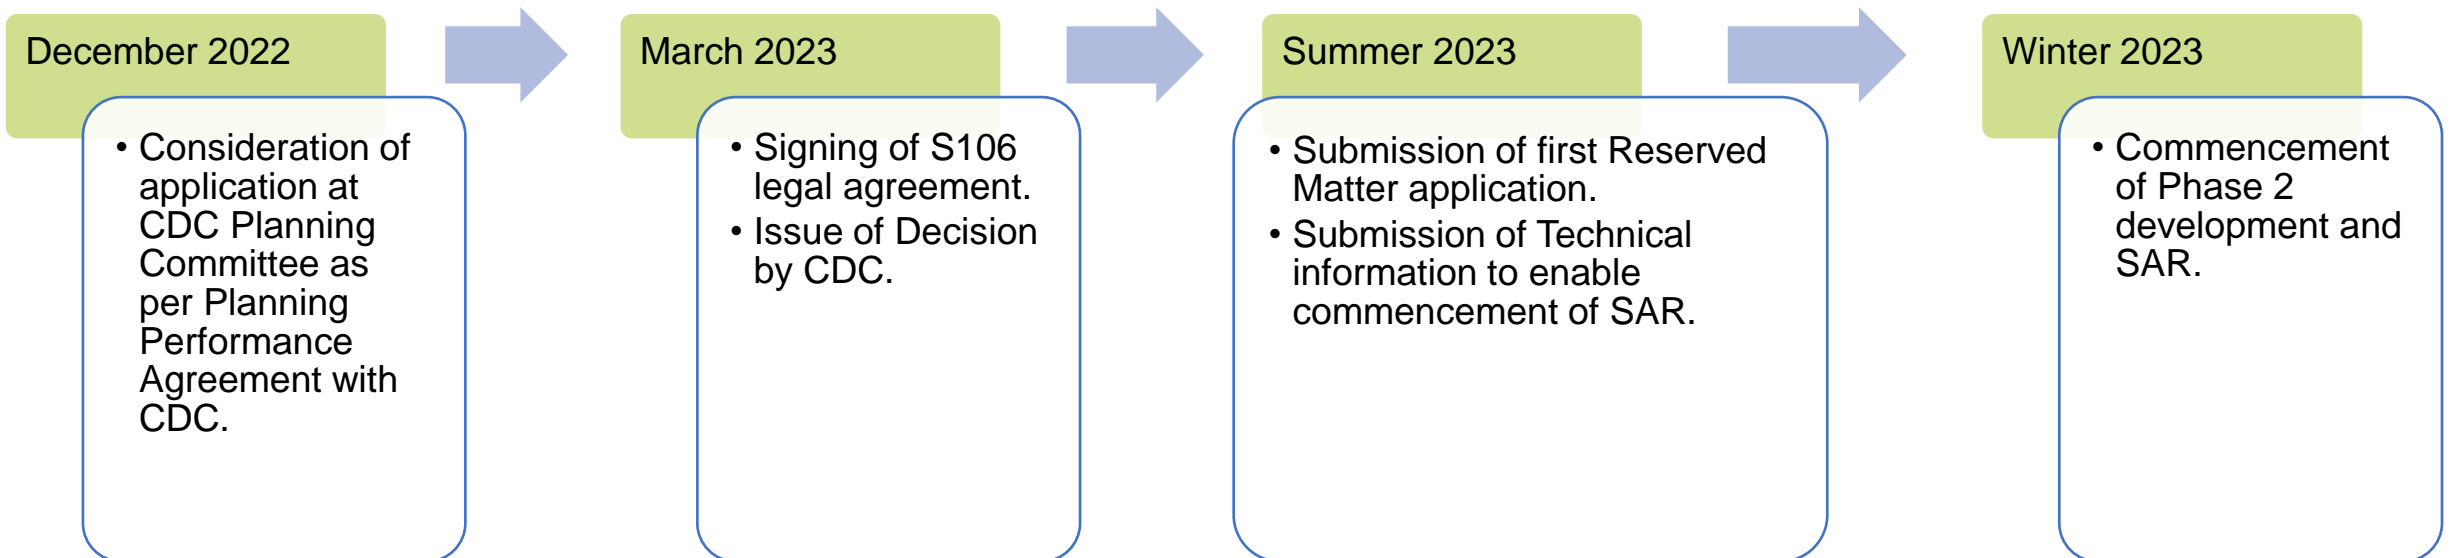 December 2022
• Consideration of
application at
CDC Planning
Committee as
per Planning
Performance
Agreement with
CDC.
March 2023
• Signing of S106
legal agreement.
• Issue of Decision
by CDC.
Summer 2023
• Submission of first Reserved
Matter application.
• Submission of Technical
information to enable
commencement of SAR.
Winter 2023
• Commencement
of Phase 2
development and
SAR.